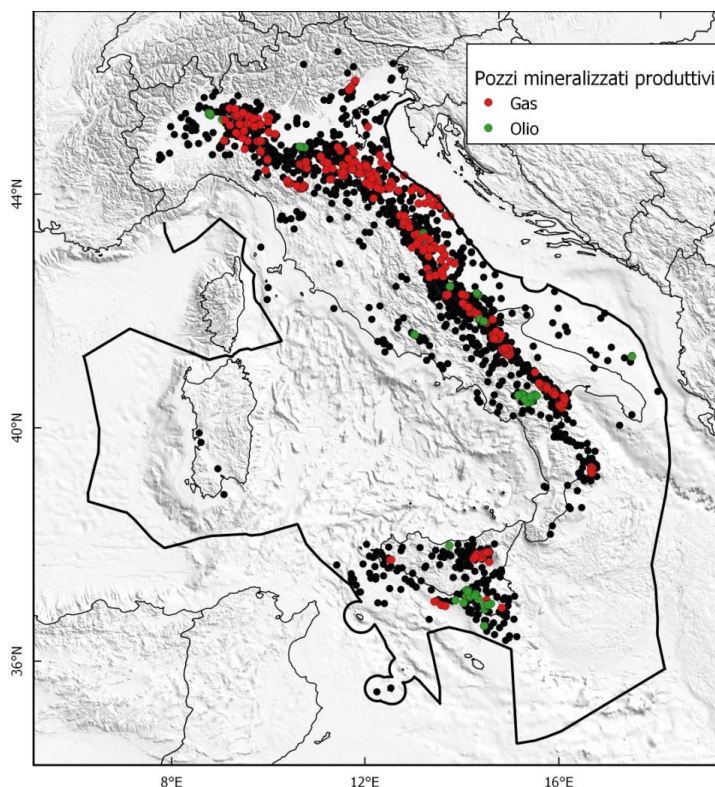 Pozzi mineralizzati produttivi
Gas
Olio
44°N
40°N
36°N
8°E
12°E
16°E